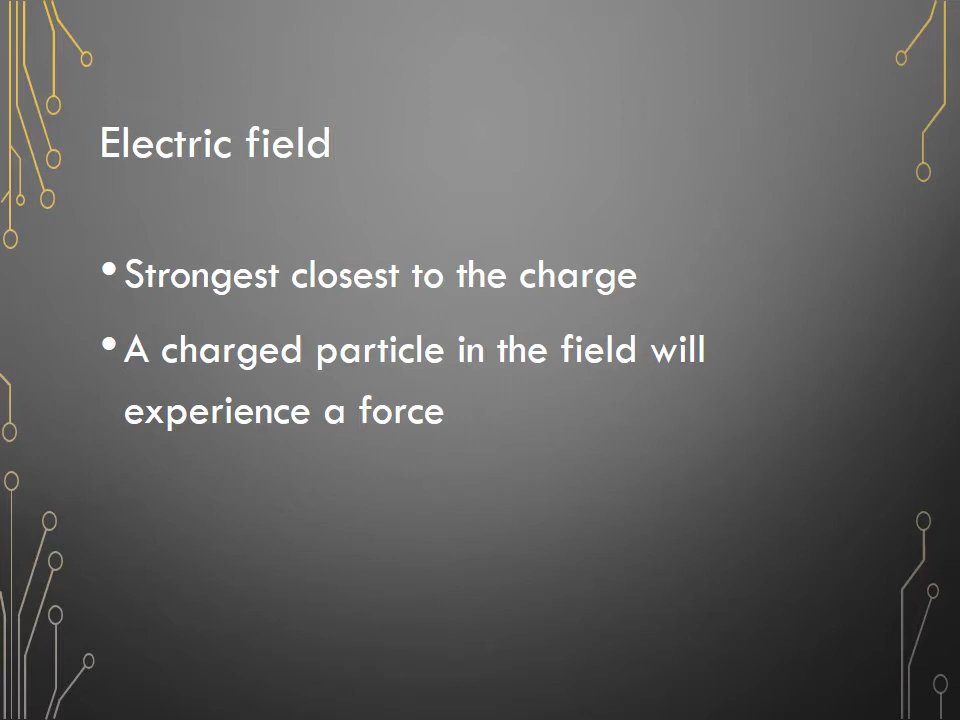 Electric field
• Strongest closest to the charge
• A charged particle in the field will
experience a force